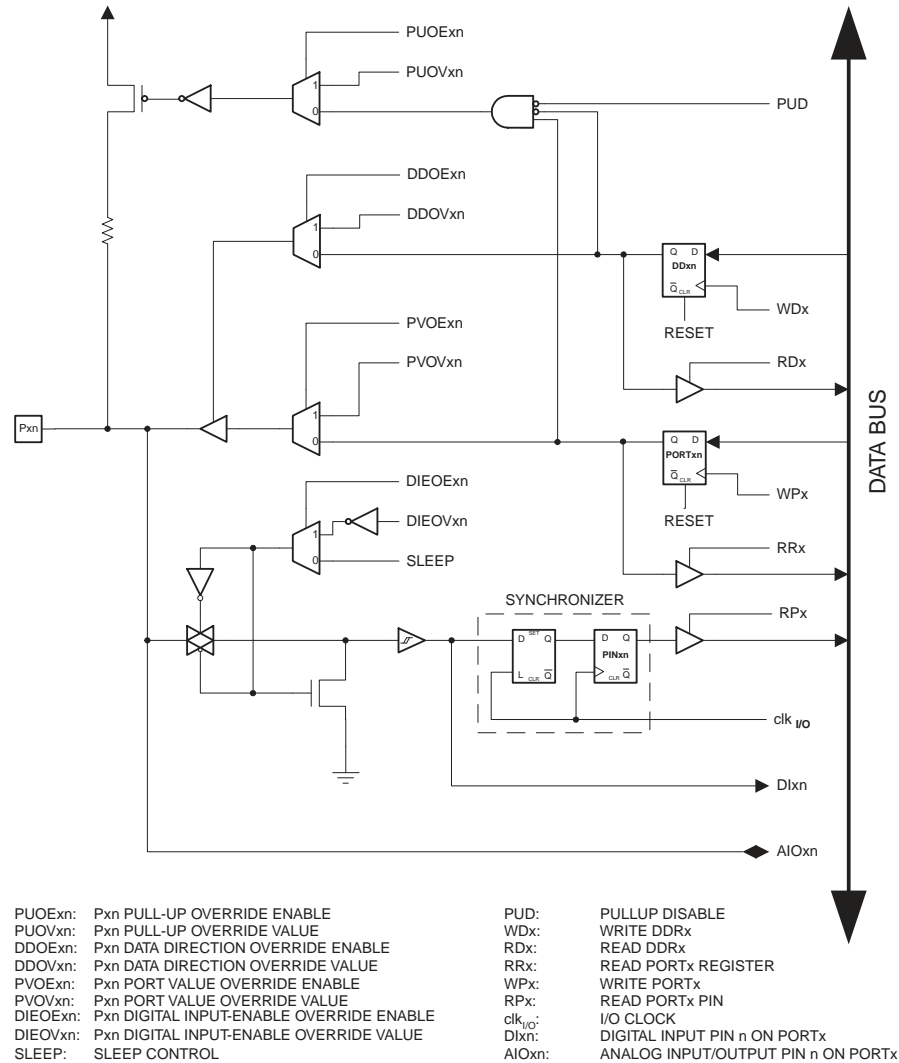 PUOExn
PUOVxn
1
0
PUD
DDOExn
DDOVxn
1
0
Q D
DDxn
Q CLR
WDx
RESET
PVOExn
PVOVxn
RDx
1
0
Pxn
Q D
PORTxn
Q CLR
WPx
RESET
DATA BUS
DIEOExn
DIEOVxn
1
0
SLEEP
RRx
SYNCHRONIZER
RPx
D SET Q
L CLR Q
D Q
PINxn
CLR Q
clk I/O
DIxn
AIOxn
PUOExn: Pxn PULL-UP OVERRIDE ENABLE
PUOVxn: Pxn PULL-UP OVERRIDE VALUE
DDOExn: Pxn DATA DIRECTION OVERRIDE ENABLE
DDOVxn: Pxn DATA DIRECTION OVERRIDE VALUE
PVOExn: Pxn PORT VALUE OVERRIDE ENABLE
PVOVxn: Pxn PORT VALUE OVERRIDE VALUE
DIEOExn: Pxn DIGITAL INPUT-ENABLE OVERRIDE ENABLE
DIEOVxn: Pxn DIGITAL INPUT-ENABLE OVERRIDE VALUE
SLEEP: SLEEP CONTROL
PUD: PULLUP DISABLE
WDx: WRITE DDRx
RDx: READ DDRx
RRx: READ PORTx REGISTER
WPx: WRITE PORTx
RPx: READ PORTx PIN
clkI/O: I/O CLOCK
DIxn: DIGITAL INPUT PIN n ON PORTx
AIOxn: ANALOG INPUT/OUTPUT PIN n ON PORTx